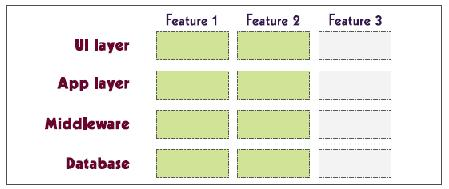 Feature 1 Feature 2 Feature 3
UI layer
App layer
Middleware
Database